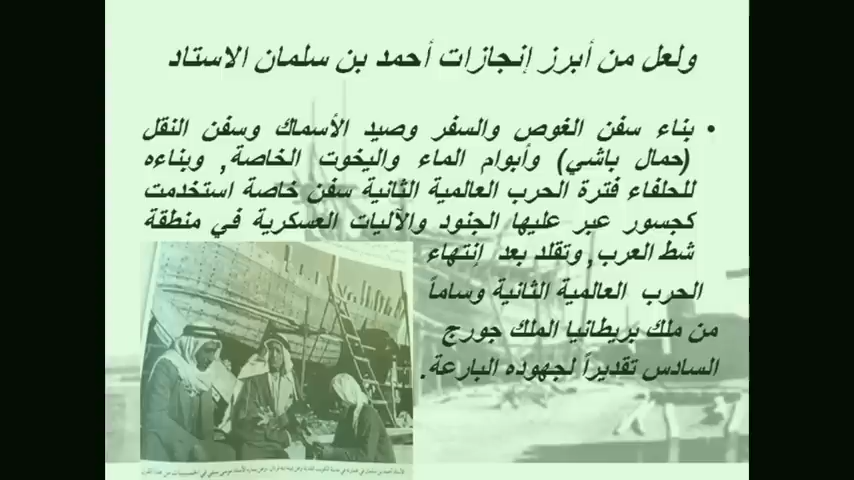 ولعل من أبرز إنجازات أحمد بن سلمان الاستاد
• بناء سفن الغوص والسفر وصيد الأسماك وسفن النقل
(حمال باشي) وأبوام الماء واليخوت الخاصة, وبناءه
للحلفاء فترة الحرب العالمية الثانية سفن خاصة استخدمت
كجسور عبر عليها الجنود والآليات العسكرية في منطقة
شط العرب, وتقلد بعد إنتهاء
الحرب العالمية الثانية وساماً
من ملك بريطانيا الملك جورج
السادس تقديراً لجهوده البارعة.